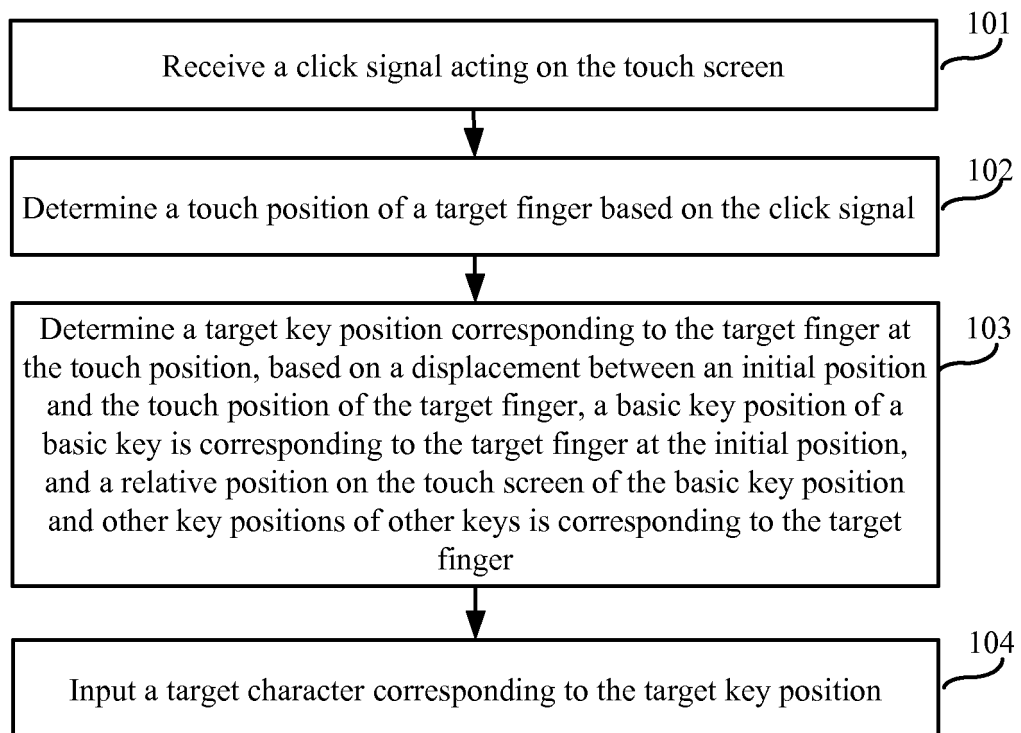 101
Receive a click signal acting on the touch screen
102
Determine a touch position of a target finger based on the click signal
103
Determine a target key position corresponding to the target finger at
the touch position, based on a displacement between an initial position
and the touch position of the target finger, a basic key position of a
basic key is corresponding to the target finger at the initial position,
and a relative position on the touch screen of the basic key position
and other key positions of other keys is corresponding to the target
finger
104
Input a target character corresponding to the target key position